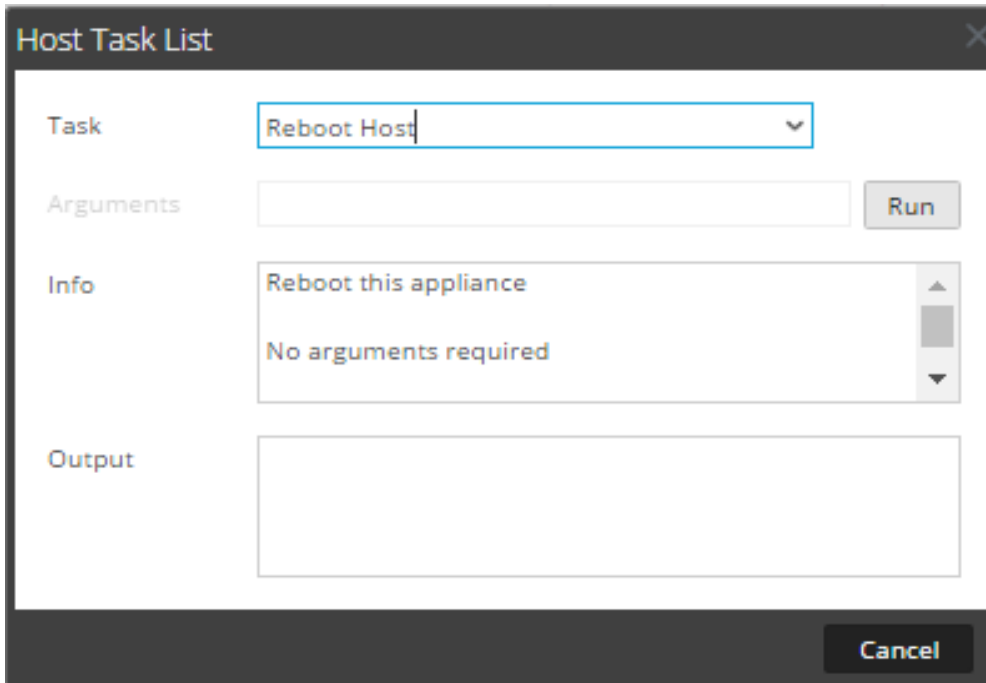 Host Task List
Task
Reboot Host
Arguments
Run
Info
Reboot this appliance
No arguments required
Output
Cancel